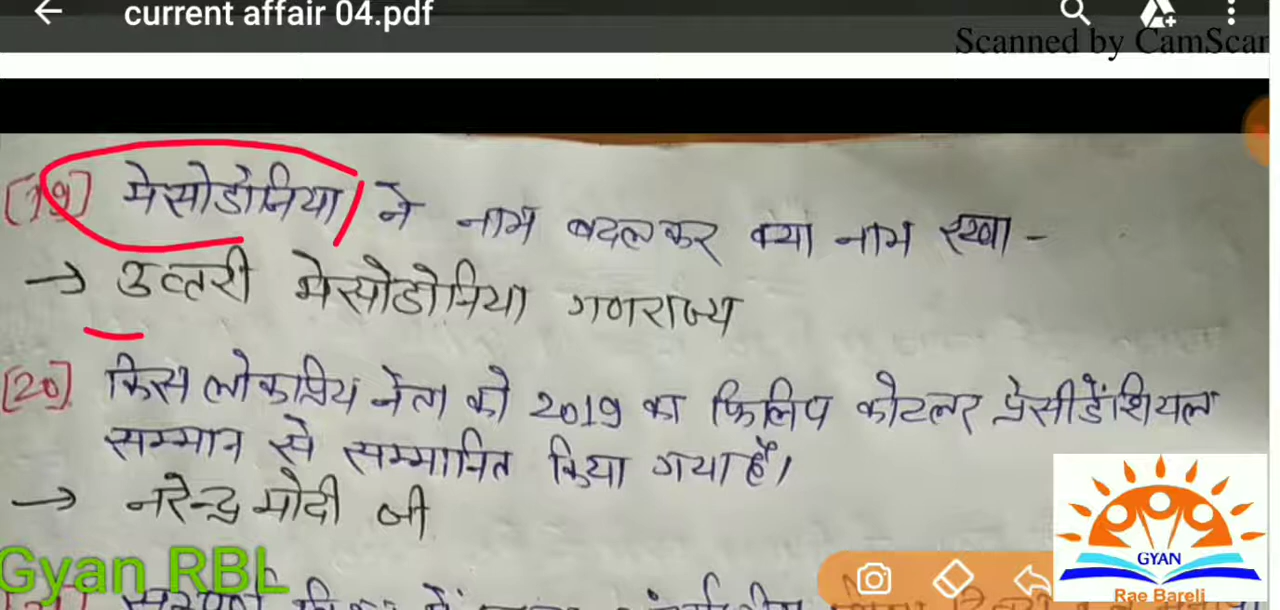 current affair 04.pdf
Scanned by CamScan
[19] मेसोडोनिया ने नाम बदलकर क्या नाम रखा -
→ उत्तरी मेसोडोनिया गणराज्य
[20] किस लोकप्रिय नेता को 2019 का फिलिप कोटलर प्रेसीडेंशियल
सम्मान से सम्मानित किया गया है।
→ नरेन्द्र मोदी जी
Gyan RBL
GYAN
Rae Bareli